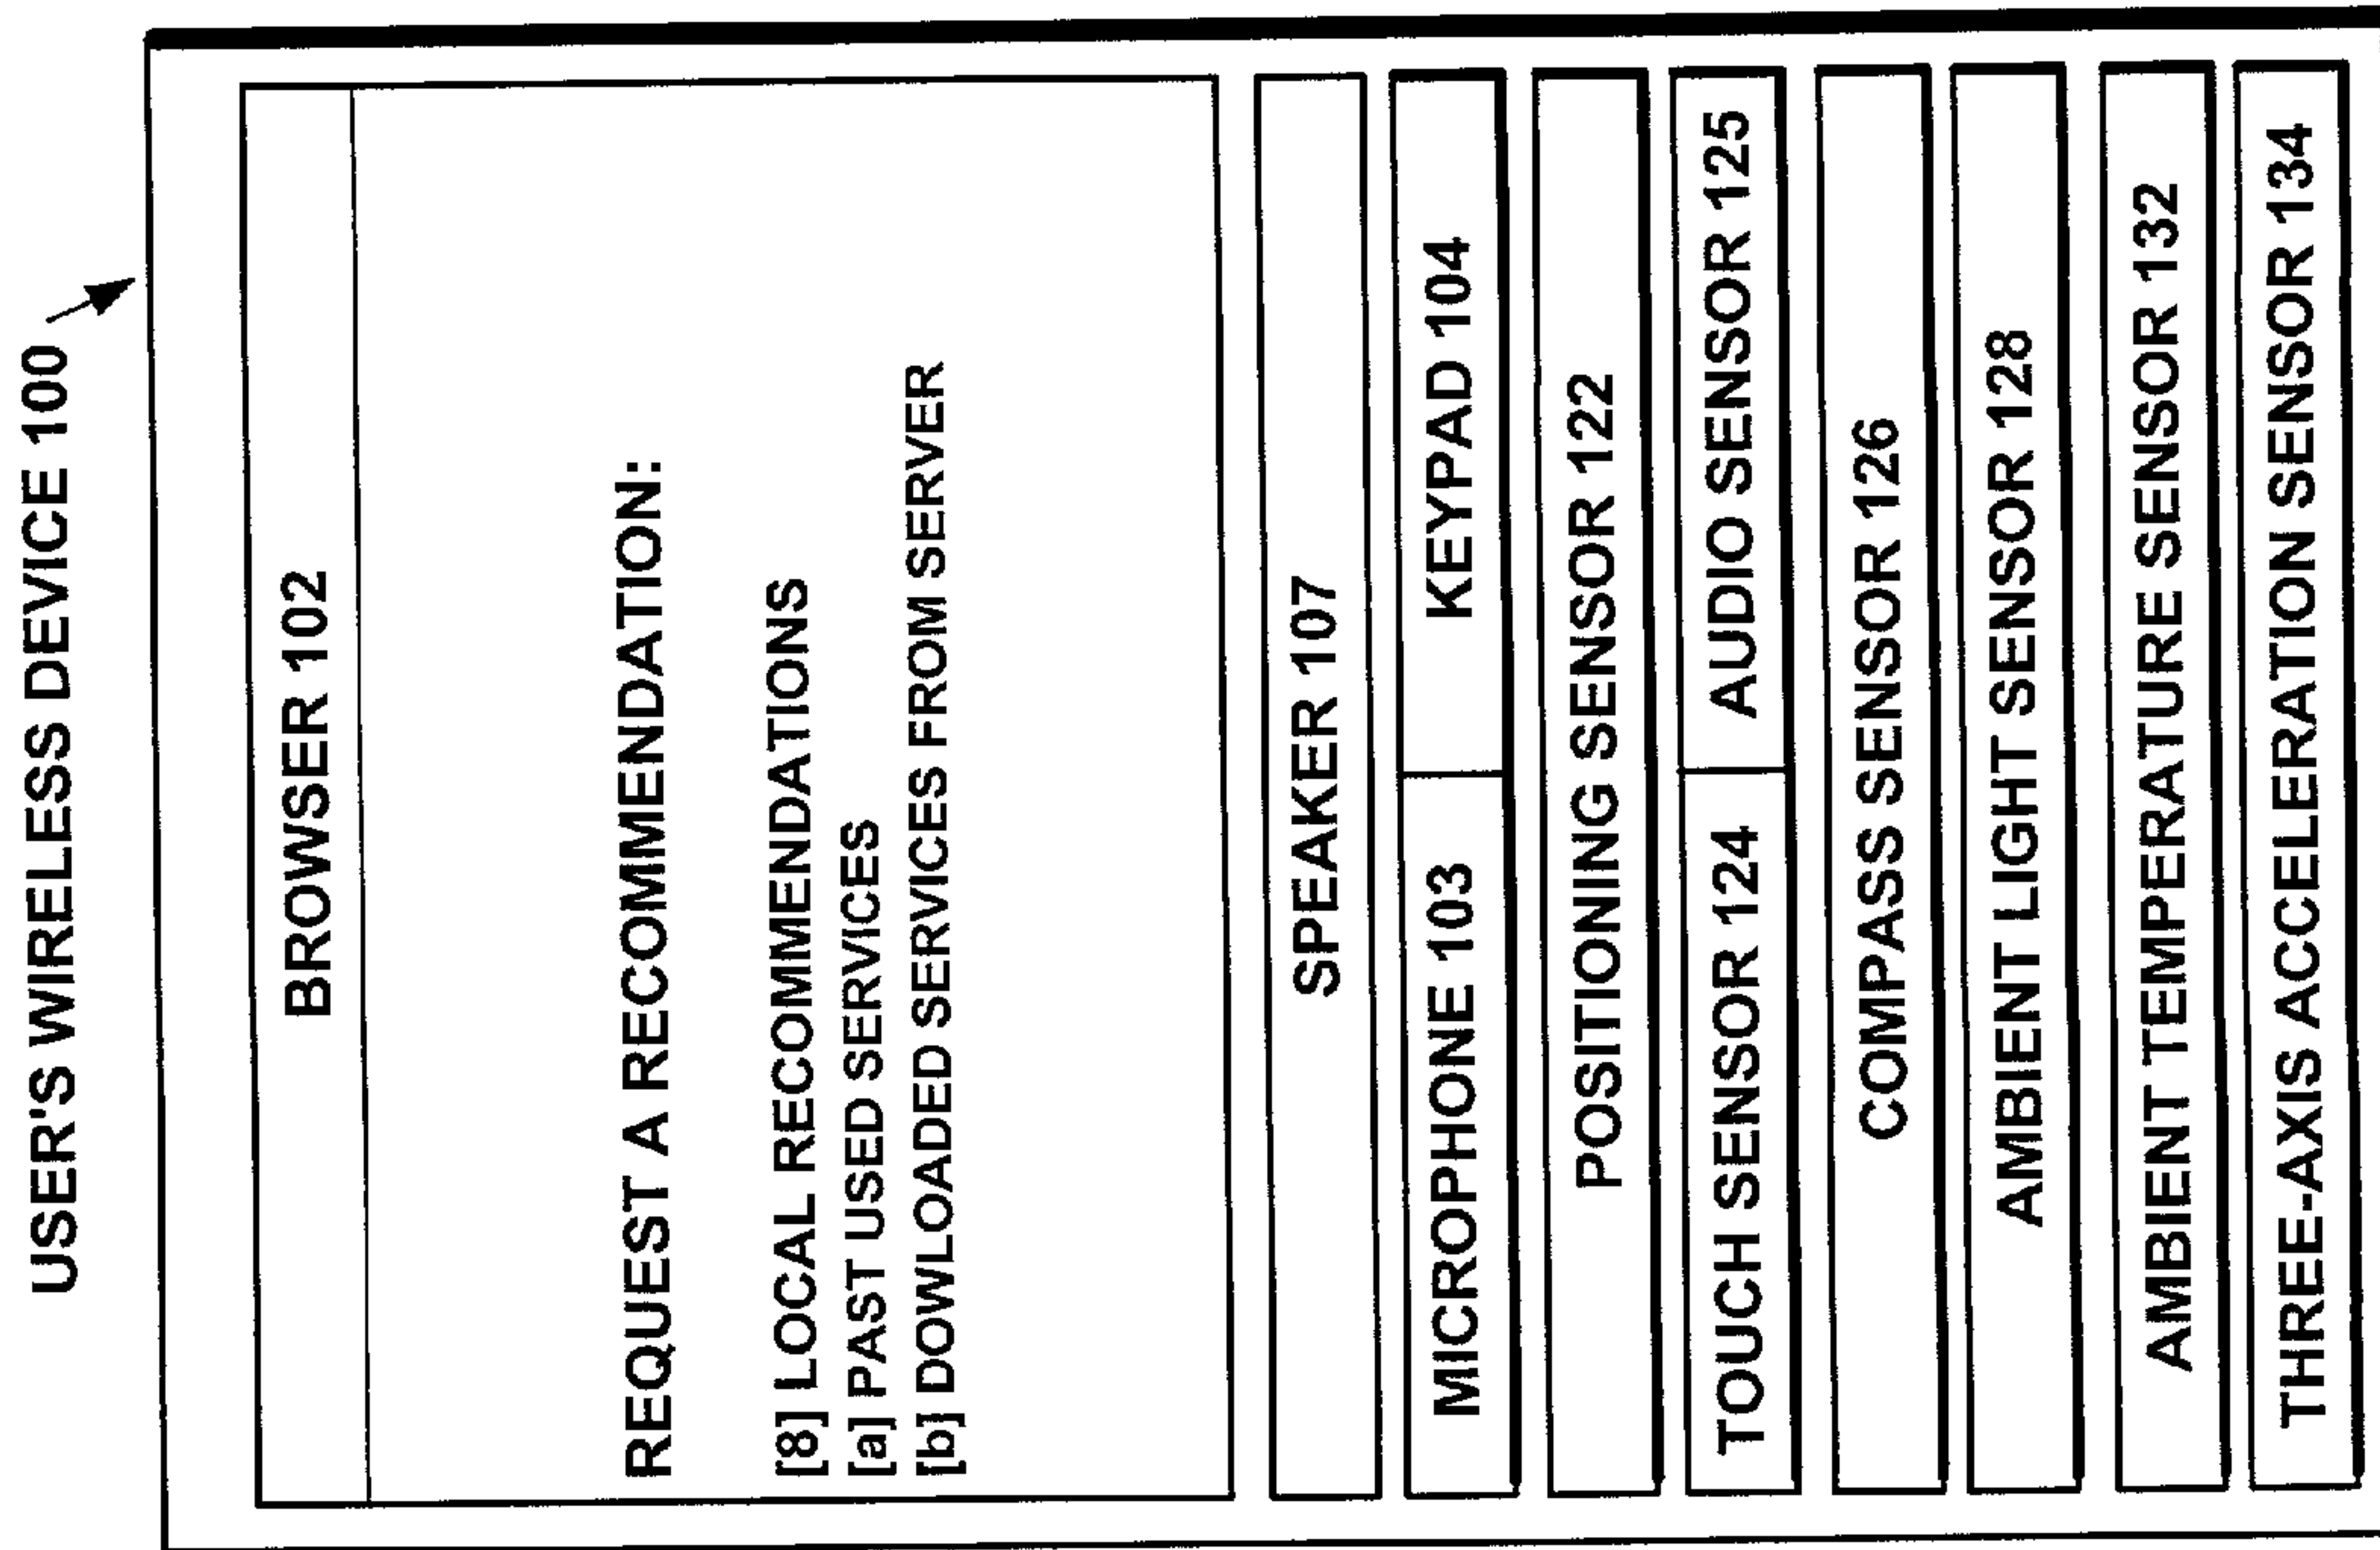 USER'S WIRELESS DEVICE 100
BROWSER 102
REQUEST A RECOMMENDATION:
[8] LOCAL RECOMMENDATIONS
[a] PAST USED SERVICES
[b] DOWLOADED SERVICES FROM SERVER
SPEAKER 107
MICROPHONE 103 KEYPAD 104
POSITIONING SENSOR 122
TOUCH SENSOR 124 AUDIO SENSOR 125
COMPASS SENSOR 126
AMBIENT LIGHT SENSOR 128
AMBIENT TEMPERATURE SENSOR 132
THREE-AXIS ACCELERATION SENSOR 134